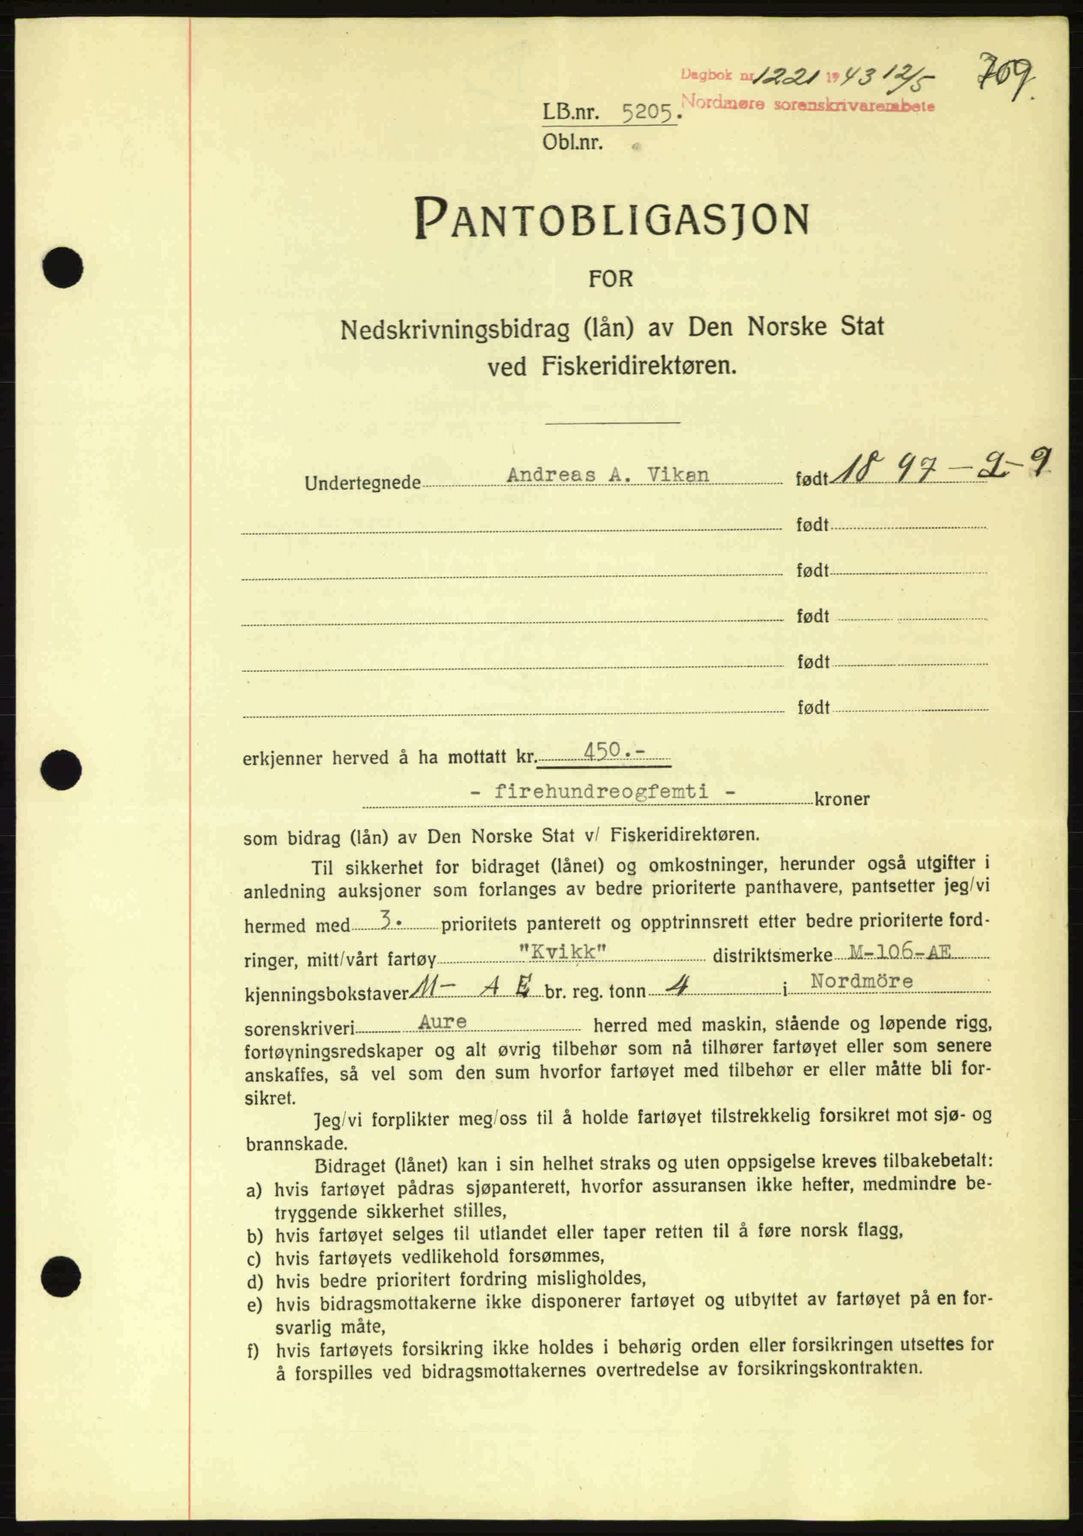 Dagbok nr 1221 1943 12/5 769.
Nordmøre sorenskrivarembete
LB.nr. 5205.
Obl.nr.
PANTOBLIGASJON
FOR
Nedskrivningsbidrag (lån) av Den Norske Stat
ved Fiskeridirektøren.
Undertegnede Andreas A. Vikan født 1897-9-9
født
født
født
født
født
erkjenner herved å ha mottatt kr. 450.-
- firehundreogfemti - kroner
som bidrag (lån) av Den Norske Stat v/ Fiskeridirektøren.
Til sikkerhet for bidraget (lånet) og omkostninger, herunder også utgifter i
anledning auksjoner som forlanges av bedre prioriterte panthavere, pantsetter jeg/vi
hermed med 3. prioritets panterett og opptrinnsrett etter bedre prioriterte ford-
ringer, mitt/vårt fartøy "Kvikk" distriktsmerke M-106-AE
kjenningsbokstaver M- AE br. reg. tonn 4 i Nordmöre
sorenskriveri Aure herred med maskin, stående og løpende rigg,
fortøyningsredskaper og alt øvrig tilbehør som nå tilhører fartøyet eller som senere
anskaffes, så vel som den sum hvorfor fartøyet med tilbehør er eller måtte bli for-
sikret.
Jeg/vi forplikter meg/oss til å holde fartøyet tilstrekkelig forsikret mot sjø- og
brannskade.
Bidraget (lånet) kan i sin helhet straks og uten oppsigelse kreves tilbakebetalt:
a) hvis fartøyet pådras sjøpanterett, hvorfor assuransen ikke hefter, medmindre be-
tryggende sikkerhet stilles,
b) hvis fartøyet selges til utlandet eller taper retten til å føre norsk flagg,
c) hvis fartøyets vedlikehold forsømmes,
d) hvis bedre prioritert fordring misligholdes,
e) hvis bidragsmottakerne ikke disponerer fartøyet og utbyttet av fartøyet på en for-
svarlig måte,
f) hvis fartøyets forsikring ikke holdes i behørig orden eller forsikringen utsettes for
å forspilles ved bidragsmottakernes overtredelse av forsikringskontrakten.